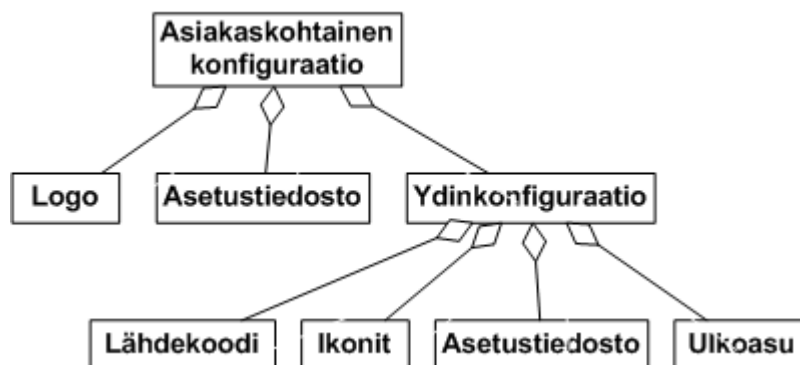 Asiakaskohtainen
konfiguraatio
Logo
Asetustiedosto
Ydinkonfiguraatio
Lähdekoodi
Ikonit
Asetustiedosto
Ulkoasu